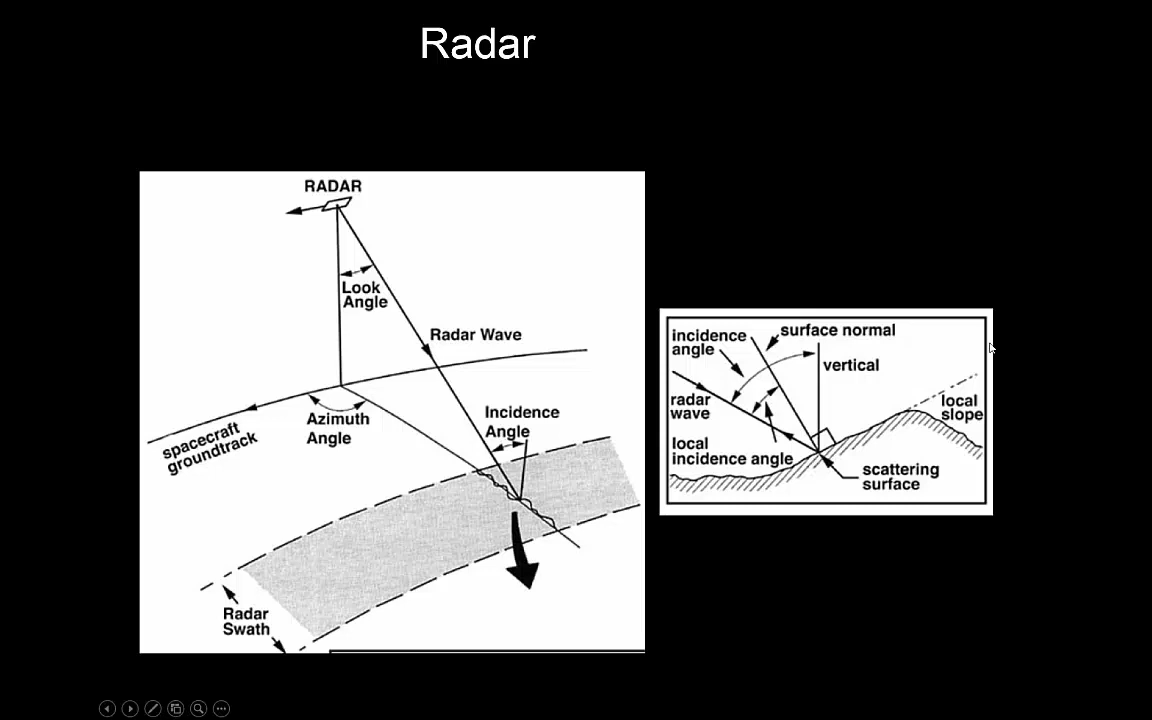 Radar
RADAR
Look
Angle
Radar Wave
Azimuth
Angle
Incidence
Angle
spacecraft
groundtrack
Radar
Swath
incidence
angle
surface normal
vertical
radar
wave
local
slope
local
incidence angle
scattering
surface